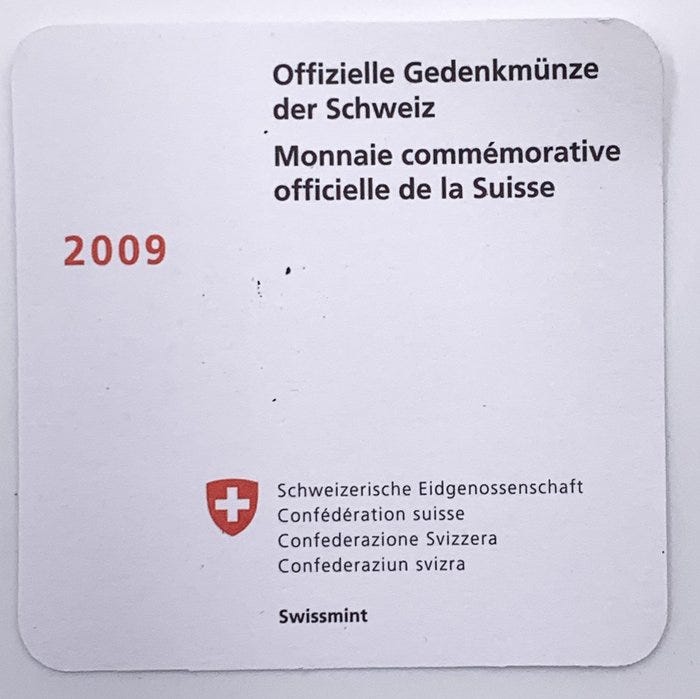 Offizielle Gedenkmünze
der Schweiz
Monnaie commémorative
officielle de la Suisse
2009
Schweizerische Eidgenossenschaft
Confédération suisse
Confederazione Svizzera
Confederaziun svizra
Swissmint